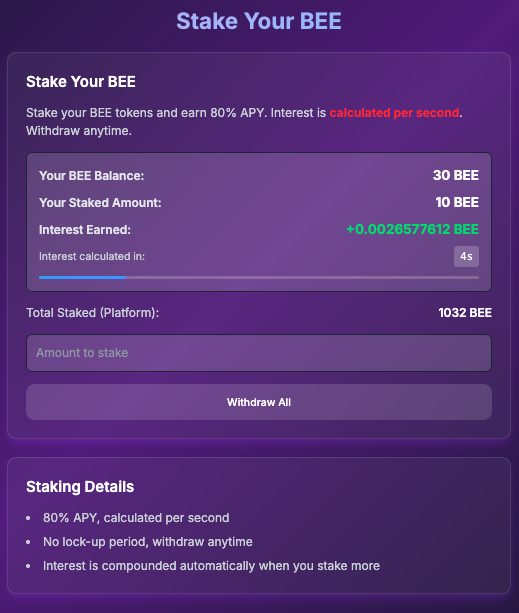 Stake Your BEE
Stake Your BEE
Stake your BEE tokens and earn 80% APY. Interest is calculated per second.
Withdraw anytime.
Your BEE Balance: 30 BEE
Your Staked Amount: 10 BEE
Interest Earned: +0.0026577612 BEE
Interest calculated in: 4s
Total Staked (Platform): 1032 BEE
Amount to stake
Withdraw All
Staking Details
• 80% APY, calculated per second
• No lock-up period, withdraw anytime
• Interest is compounded automatically when you stake more